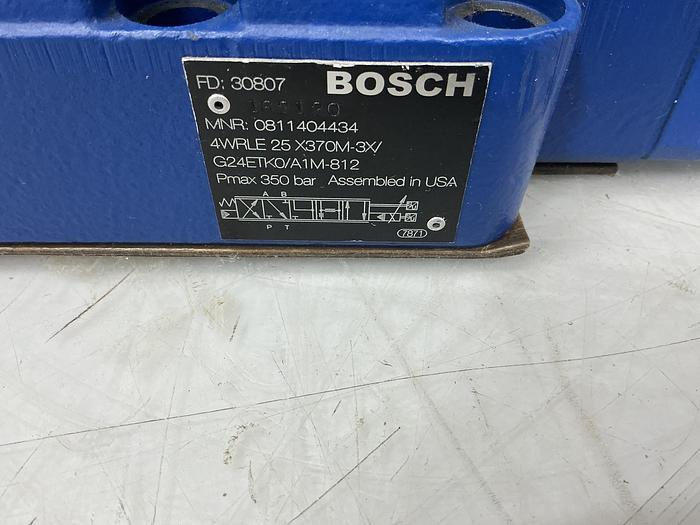 FD: 30807 BOSCH
MNR: 0811404434
4WRLE 25 X370M-3X/
G24ETK0/A1M-812
Pmax 350 bar Assembled in USA
A B
P T
7871